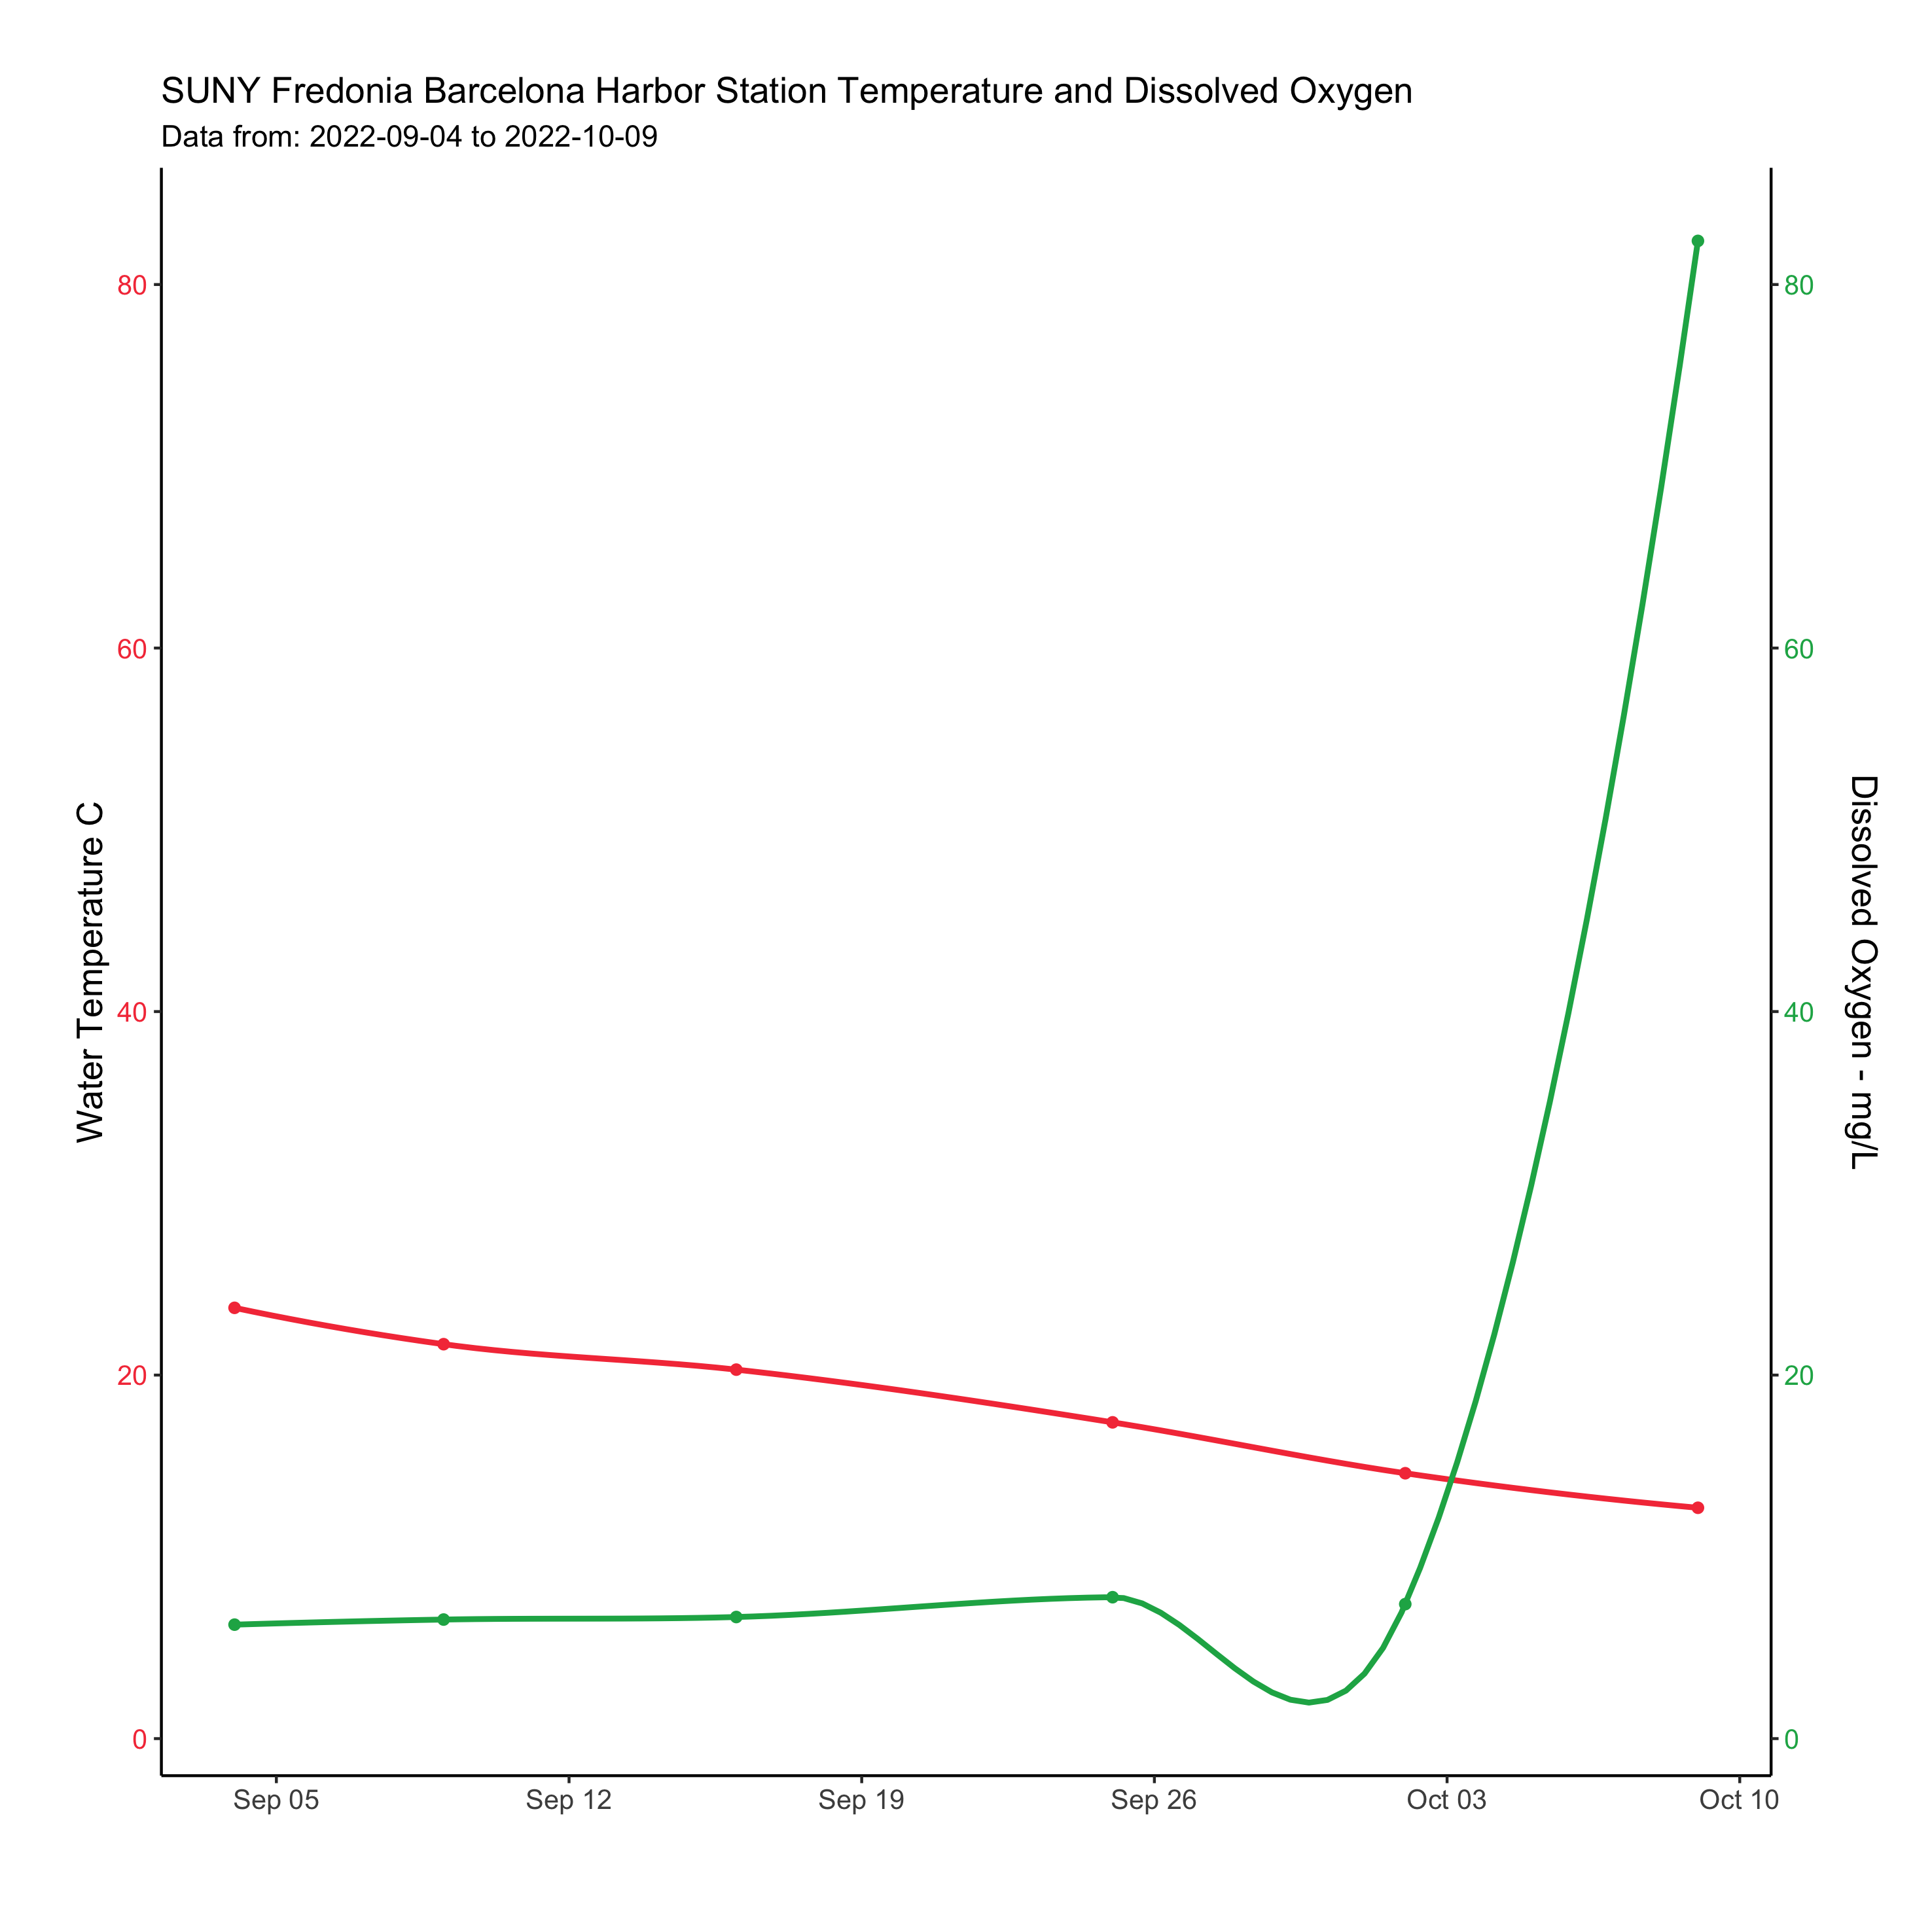 SUNY Fredonia Barcelona Harbor Station Temperature and Dissolved Oxygen
Data from: 2022-09-04 to 2022-10-09
Water Temperature C
80
60
40
20
0
80
60
40
20
0
Dissolved Oxygen - mg/L
Sep 05 Sep 12 Sep 19 Sep 26 Oct 03 Oct 10